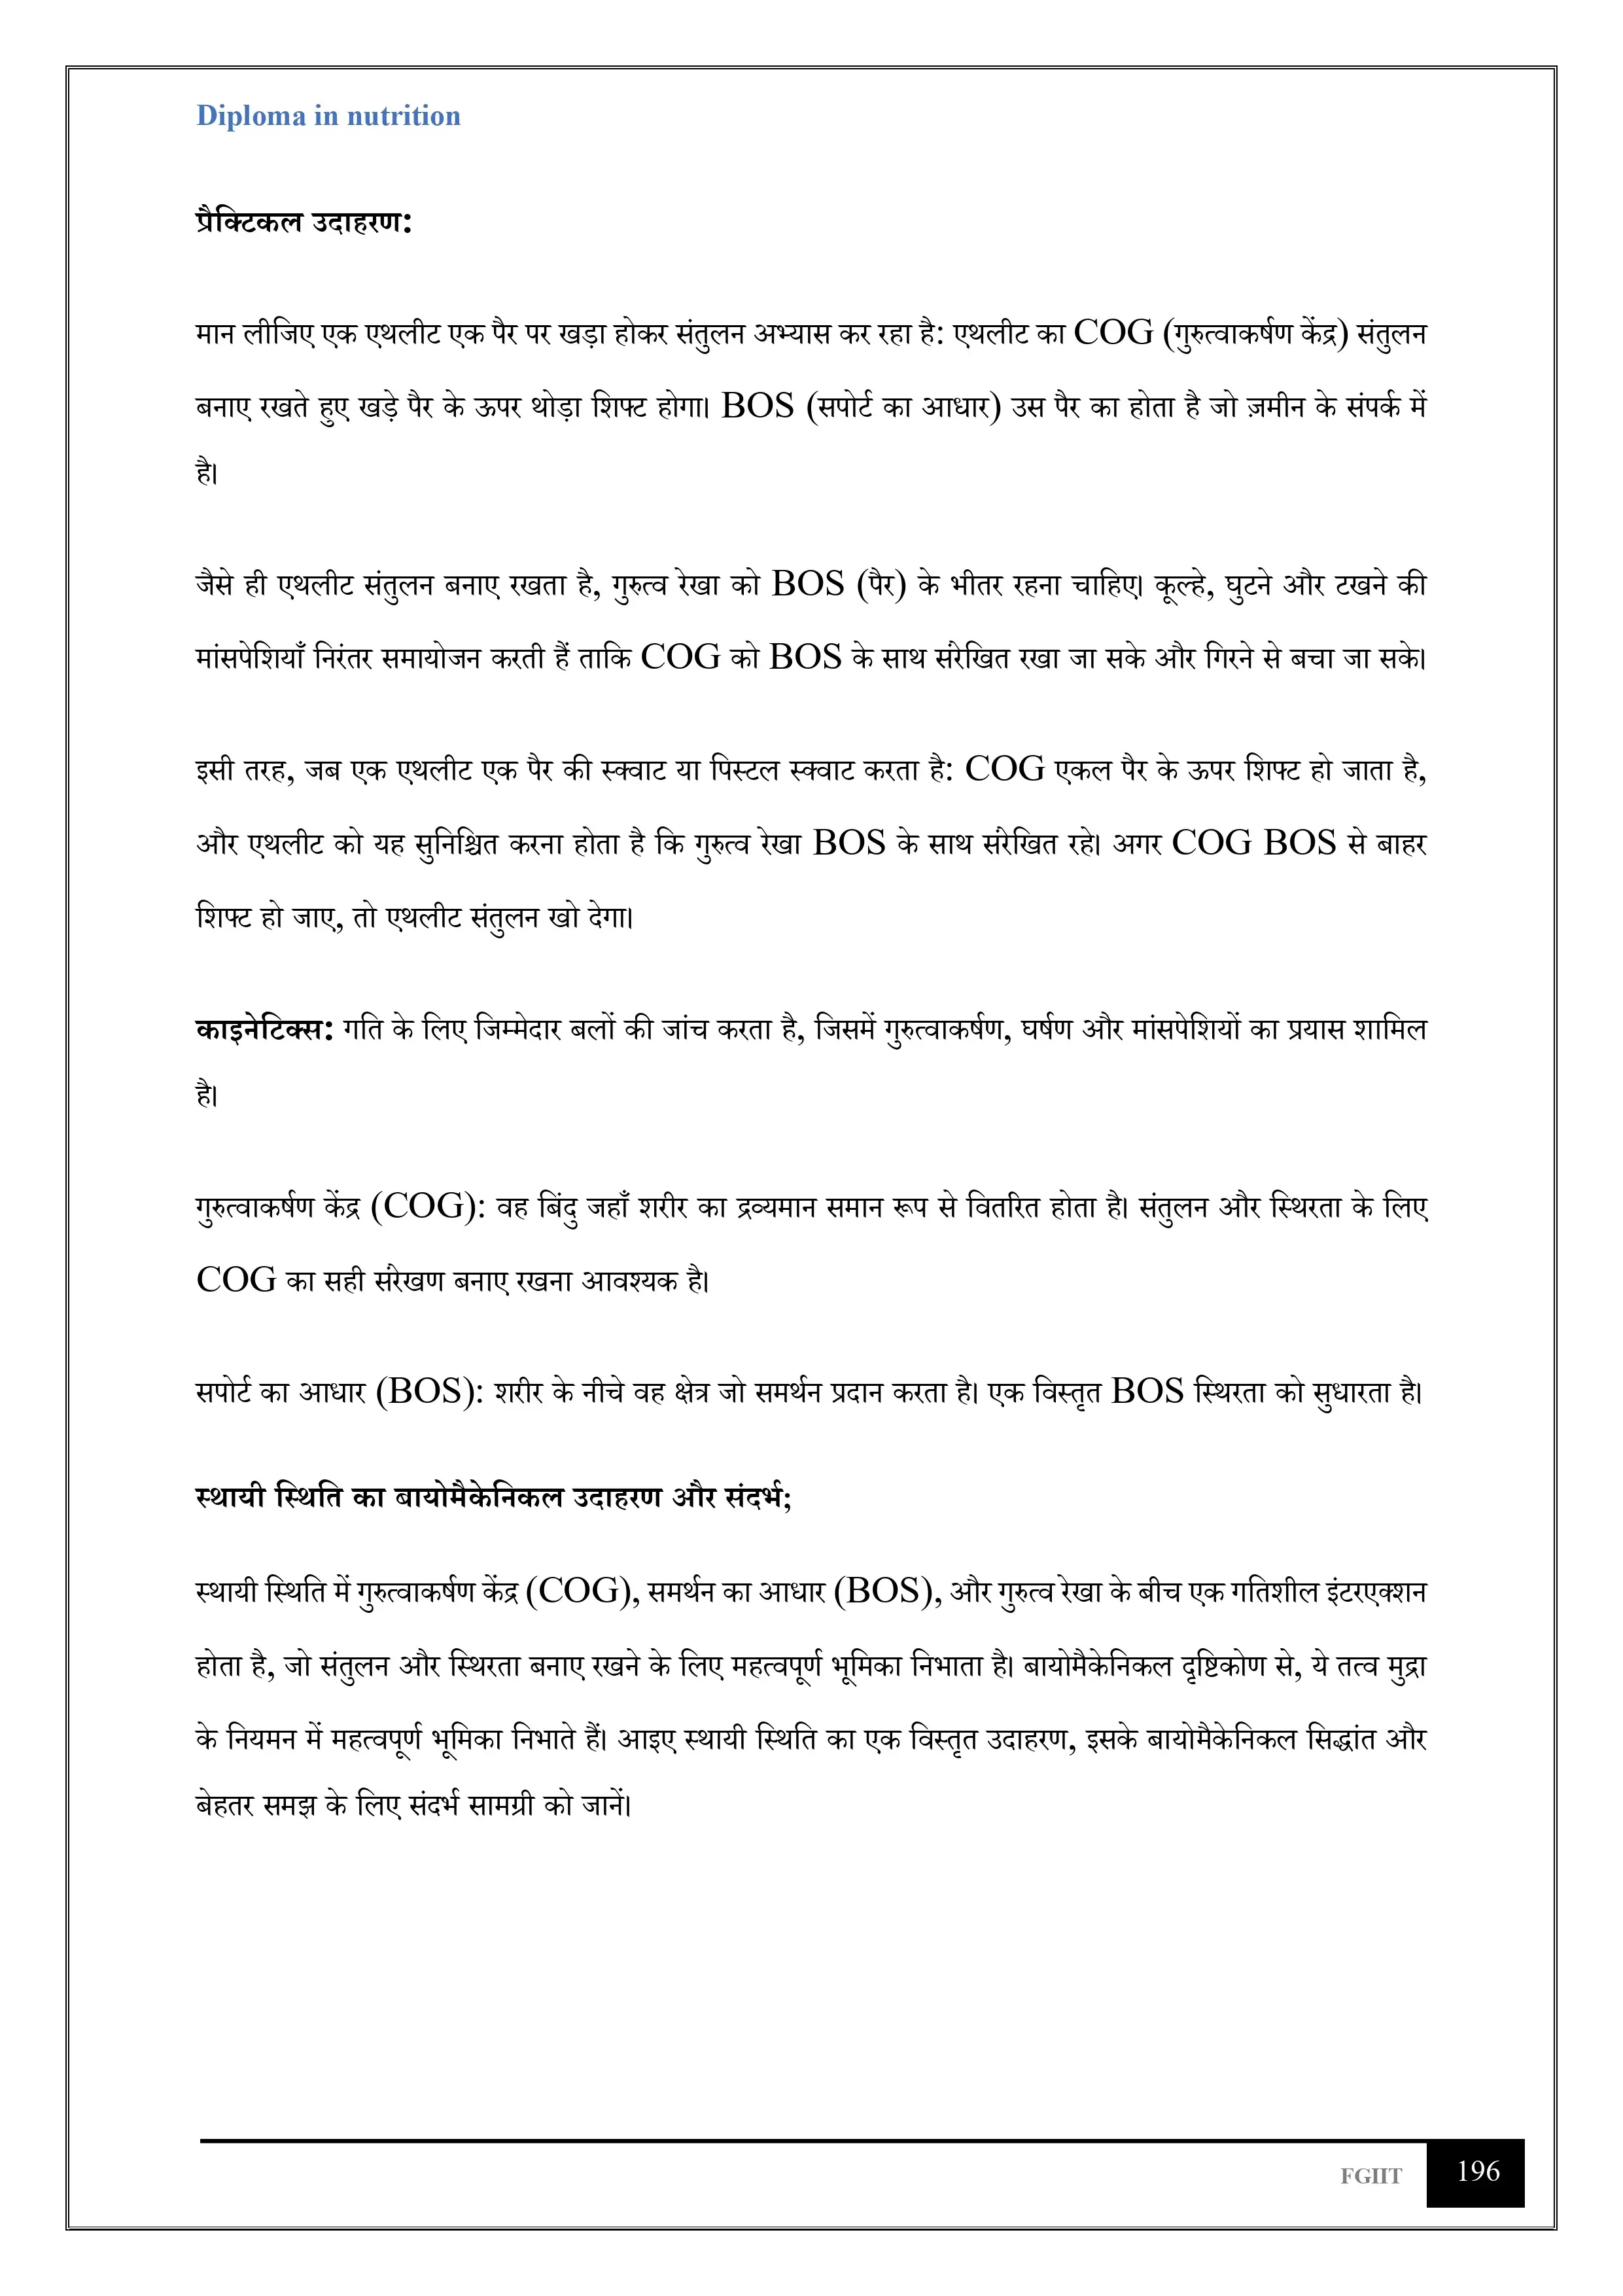 Diploma in nutrition
प्रैक्टिकल उदाहरण:
मान लीजिए एक एथलीट एक पैर पर खड़ा होकर संतुलन अभ्यास कर रहा है: एथलीट का COG (गुरुत्वाकर्षण केंद्र) संतुलन
बनाए रखते हुए खड़े पैर के ऊपर थोड़ा शिफ्ट होगा। BOS (सपोर्ट का आधार) उस पैर का होता है जो ज़मीन के संपर्क में
है।
जैसे ही एथलीट संतुलन बनाए रखता है, गुरुत्व रेखा को BOS (पैर) के भीतर रहना चाहिए। कूल्हे, घुटने और टखने की
मांसपेशियाँ निरंतर समायोजन करती हैं ताकि COG को BOS के साथ संरेखित रखा जा सके और गिरने से बचा जा सके।
इसी तरह, जब एक एथलीट एक पैर की स्क्वाट या पिस्टल स्क्वाट करता है: COG एकल पैर के ऊपर शिफ्ट हो जाता है,
और एथलीट को यह सुनिश्चित करना होता है कि गुरुत्व रेखा BOS के साथ संरेखित रहे। अगर COG BOS से बाहर
शिफ्ट हो जाए, तो एथलीट संतुलन खो देगा।
काइनेटिक्स: गति के लिए जिम्मेदार बलों की जांच करता है, जिसमें गुरुत्वाकर्षण, घर्षण और मांसपेशियों का प्रयास शामिल
है।
गुरुत्वाकर्षण केंद्र (COG): वह बिंदु जहाँ शरीर का द्रव्यमान समान रूप से वितरित होता है। संतुलन और स्थिरता के लिए
COG का सही संरेखण बनाए रखना आवश्यक है।
सपोर्ट का आधार (BOS): शरीर के नीचे वह क्षेत्र जो समर्थन प्रदान करता है। एक विस्तृत BOS स्थिरता को सुधारता है।
स्थायी स्थिति का बायोमैकेनिकल उदाहरण और संदर्भ;
स्थायी स्थिति में गुरुत्वाकर्षण केंद्र (COG), समर्थन का आधार (BOS), और गुरुत्व रेखा के बीच एक गतिशील इंटरएक्शन
होता है, जो संतुलन और स्थिरता बनाए रखने के लिए महत्वपूर्ण भूमिका निभाता है। बायोमैकेनिकल दृष्टिकोण से, ये तत्व मुद्रा
के नियमन में महत्वपूर्ण भूमिका निभाते हैं। आइए स्थायी स्थिति का एक विस्तृत उदाहरण, इसके बायोमैकेनिकल सिद्धांत और
बेहतर समझ के लिए संदर्भ सामग्री को जानें।
FGIIT 196